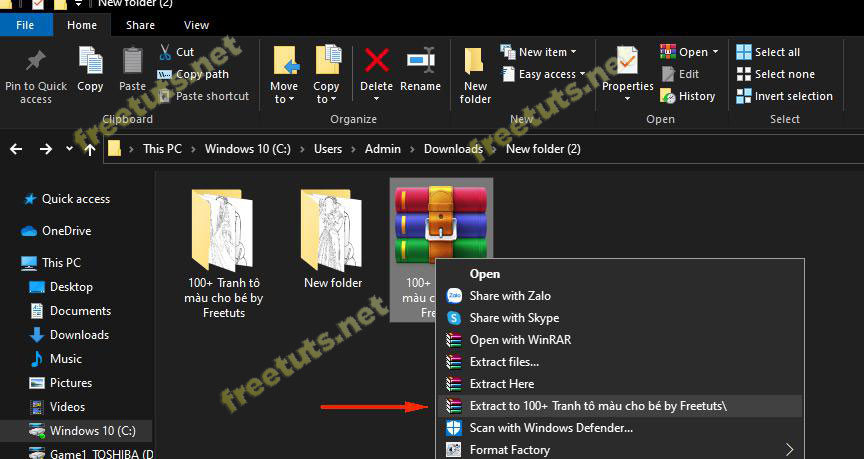 New folder (2)
File
Home
Share
View
Pin to Quick
access
Copy
Paste
Cut
Copy path
Paste shortcut
Clipboard
Move
to
Copy
to
Delete
Rename
Organize
New
folder
New item
Easy access
New
Properties
Open
Edit
History
Open
Select all
Select none
Invert selection
Select
This PC > Windows 10 (C:) > Users > Admin > Downloads > New folder (2)
Quick access
OneDrive
This PC
Desktop
Documents
Downloads
Music
Pictures
Videos
Windows 10 (C:)
Game1_TOSHIBA (D
100+ Tranh tô
màu cho bé by
Freetuts
New folder
100+
màu c
Fre
Open
Share with Zalo
Share with Skype
Open with WinRAR
Extract files...
Extract Here
Extract to 100+ Tranh tô màu cho bé by Freetuts\
Scan with Windows Defender...
Format Factory
freetuts.net
freetuts.net
freetuts.net